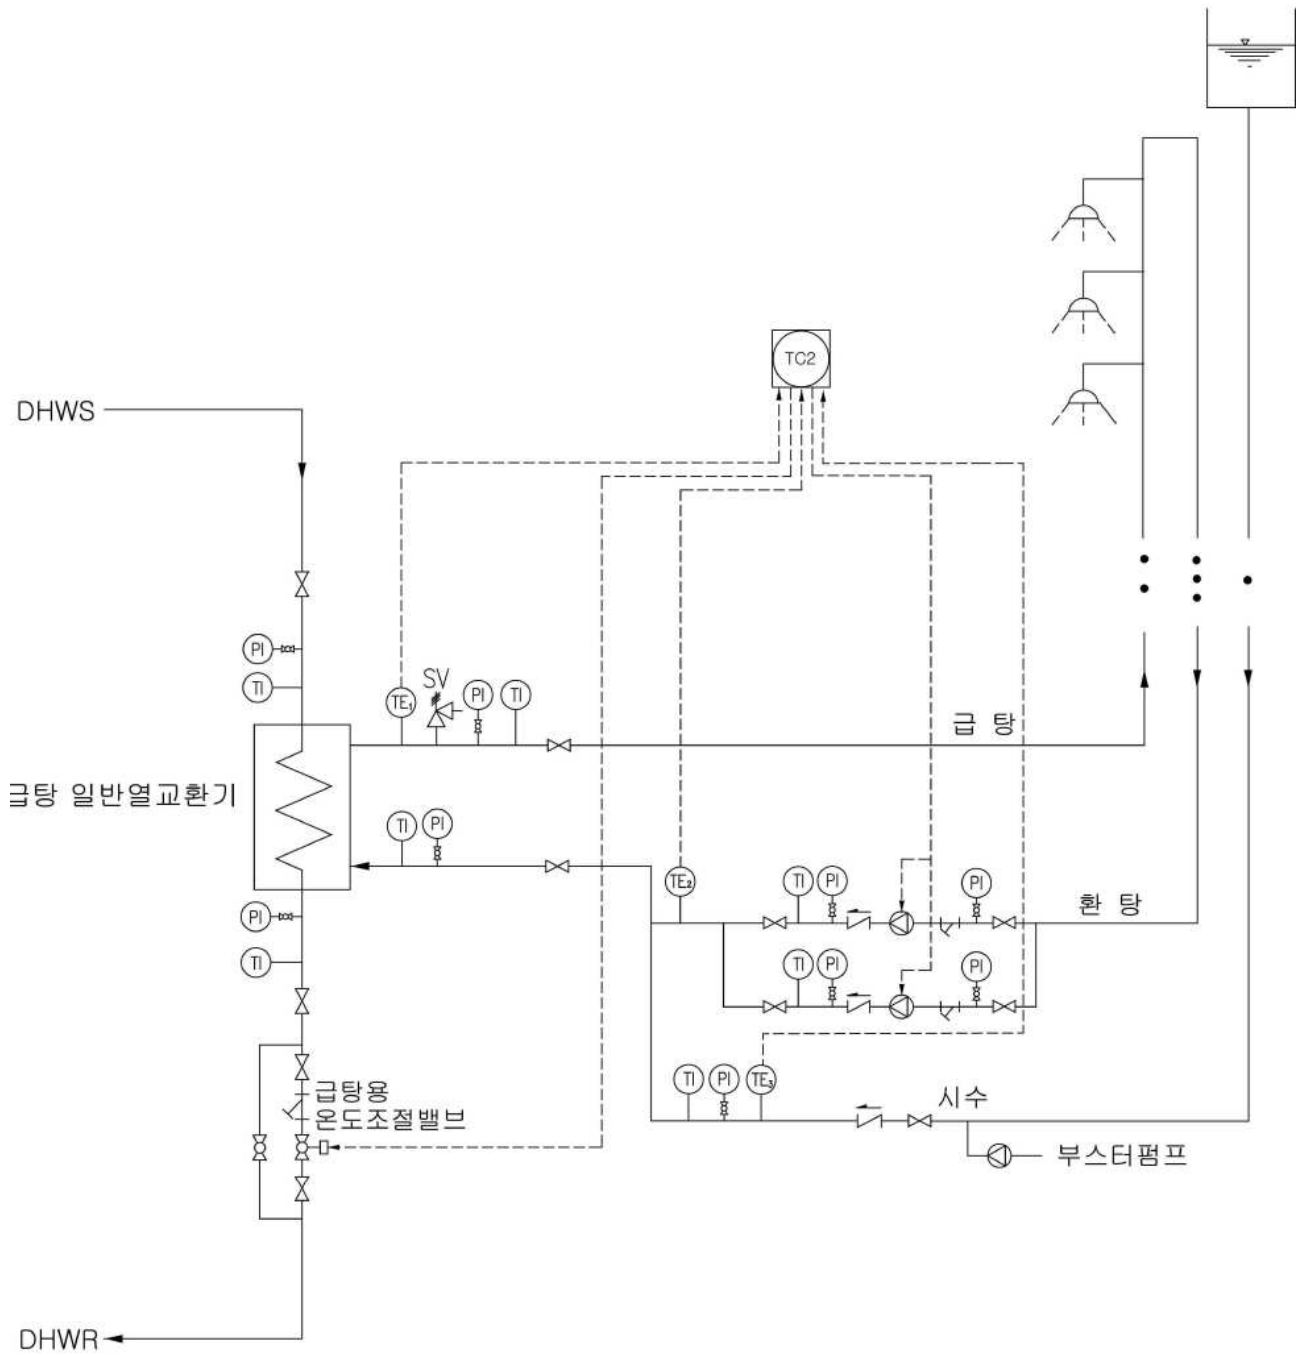 TC2
DHWS
PI
TI
TE₁
SV
PI
TI
급 탕
급탕 일반열교환기
TI
PI
TE₂
TI
PI
PI
환 탕
PI
TI
TI
PI
PI
TI
PI
TE₃
시수
급탕용
온도조절밸브
부스터펌프
DHWR